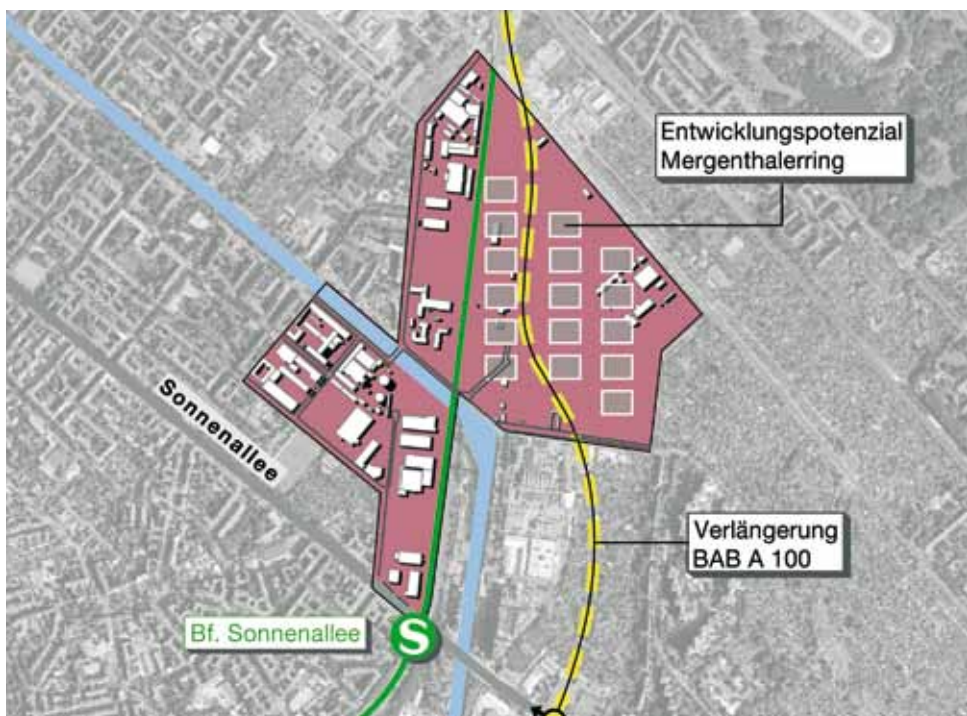 Entwicklungspotenzial
Mergenthalerring
Sonnenallee
Verlängerung
BAB A 100
Bf. Sonnenallee
S